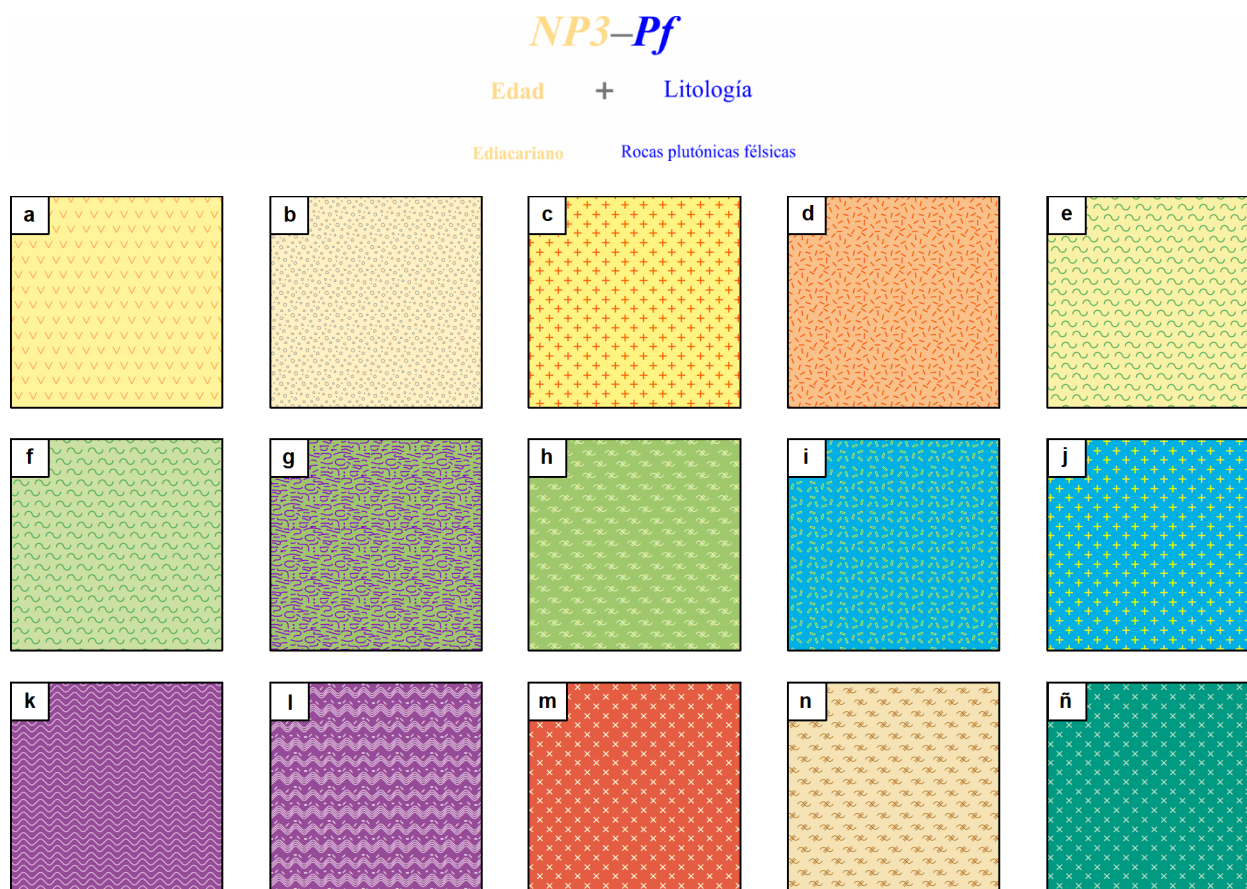 NP3–Pf
Edad + Litología
Ediacariano Rocas plutónicas félsicas
a b c d e
f g h i j
k l m n ñ